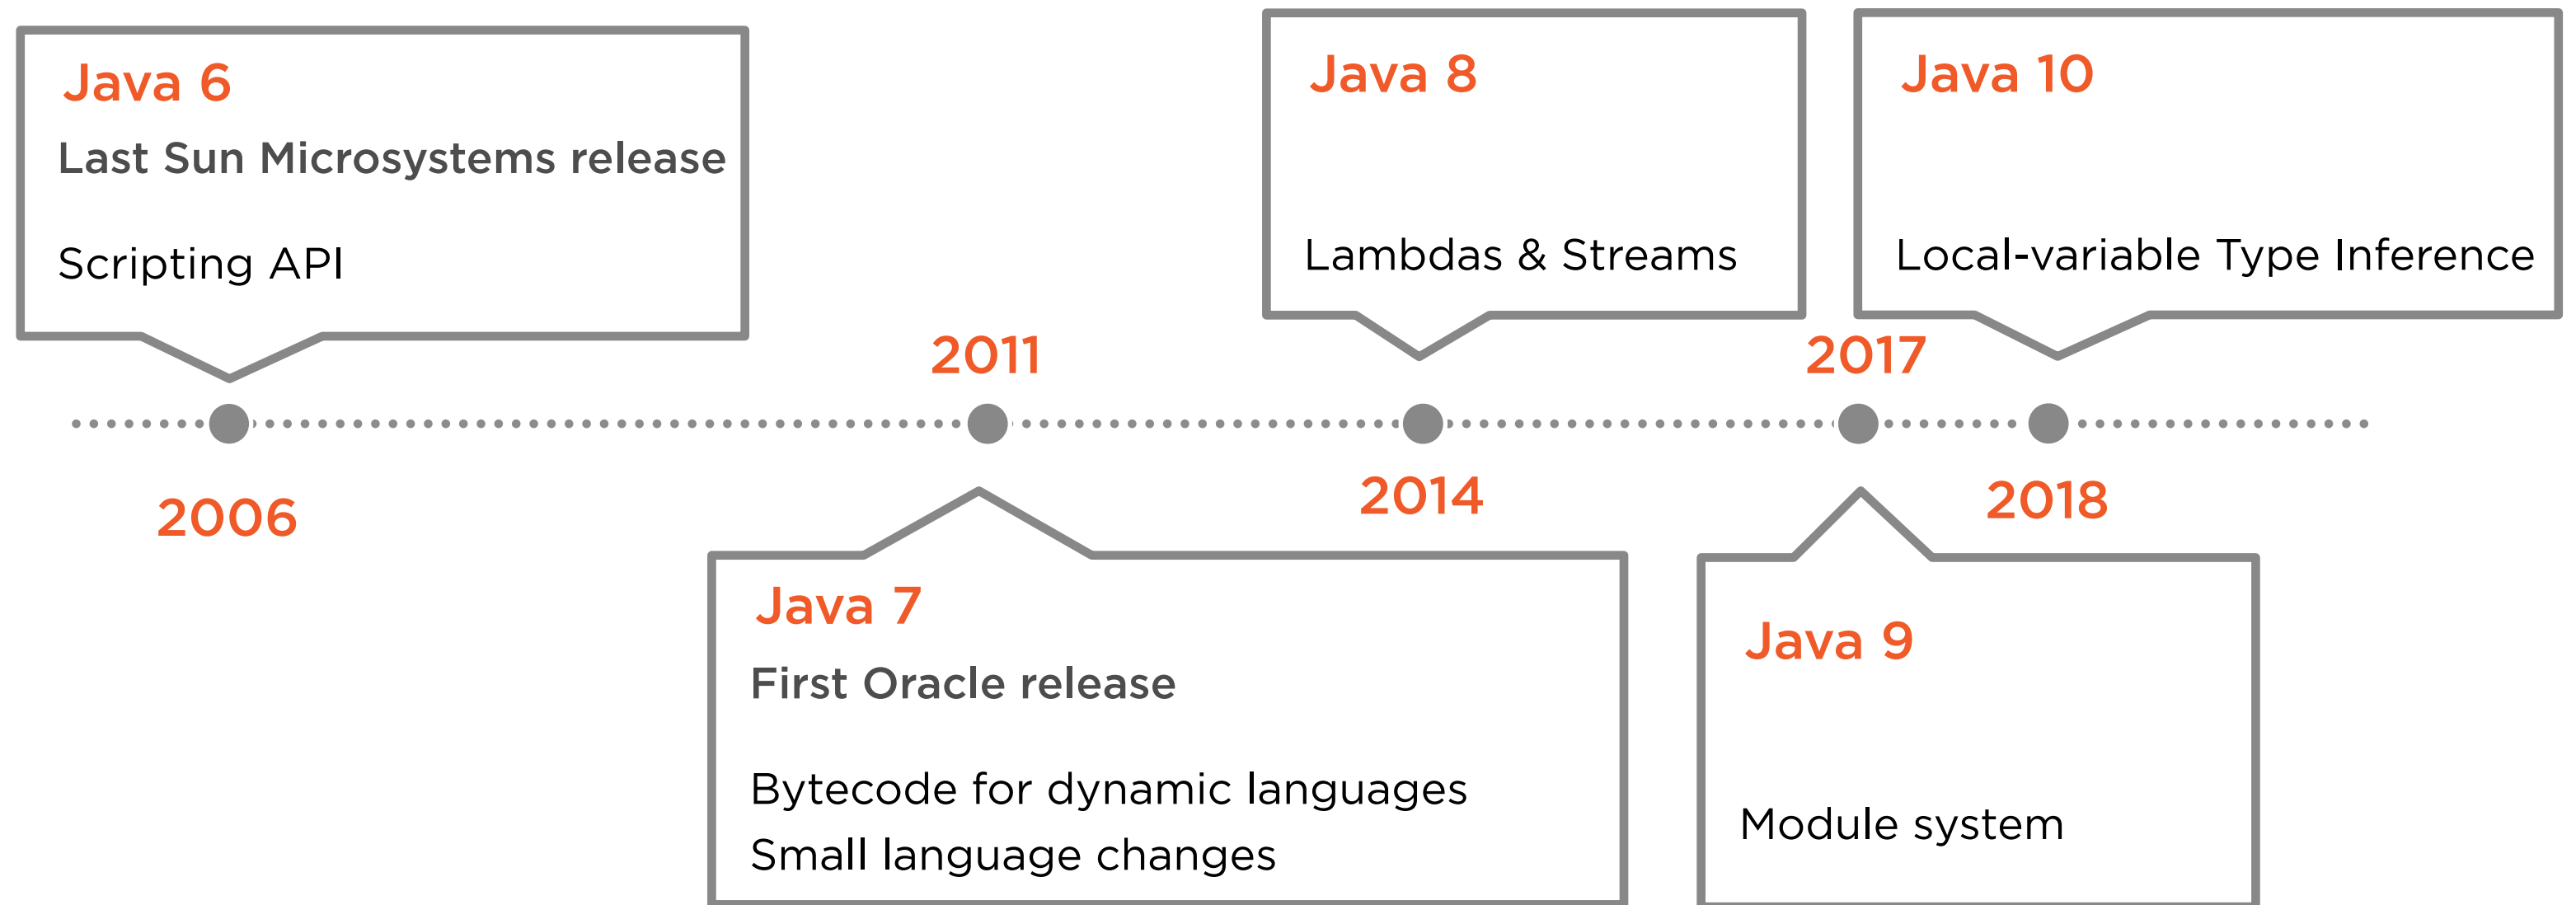 Java 6
Last Sun Microsystems release
Scripting API
2006
2011
Java 7
First Oracle release
Bytecode for dynamic languages
Small language changes
Java 8
Lambdas & Streams
2014
2017
Java 9
Module system
Java 10
Local-variable Type Inference
2018